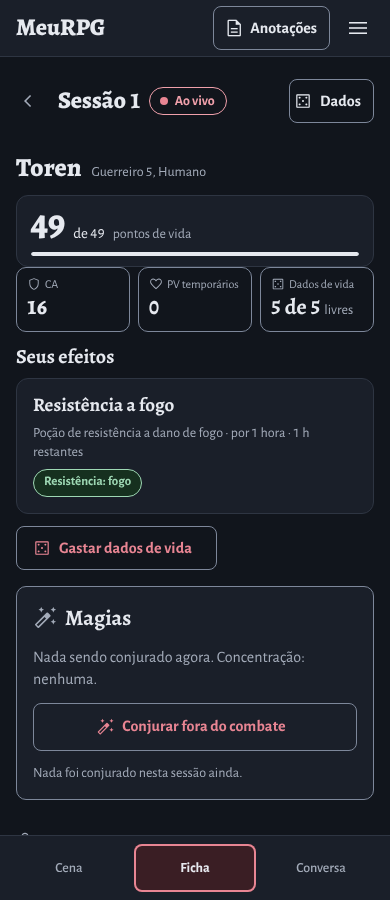 MeuRPG
Anotações
Sessão 1
Ao vivo
Dados
Toren Guerreiro 5, Humano
49 de 49 pontos de vida
CA
16
PV temporários
0
Dados de vida
5 de 5 livres
Seus efeitos
Resistência a fogo
Poção de resistência a dano de fogo · por 1 hora · 1 h
restantes
Resistência: fogo
Gastar dados de vida
Magias
Nada sendo conjurado agora. Concentração:
nenhuma.
Conjurar fora do combate
Nada foi conjurado nesta sessão ainda.
Cena
Ficha
Conversa